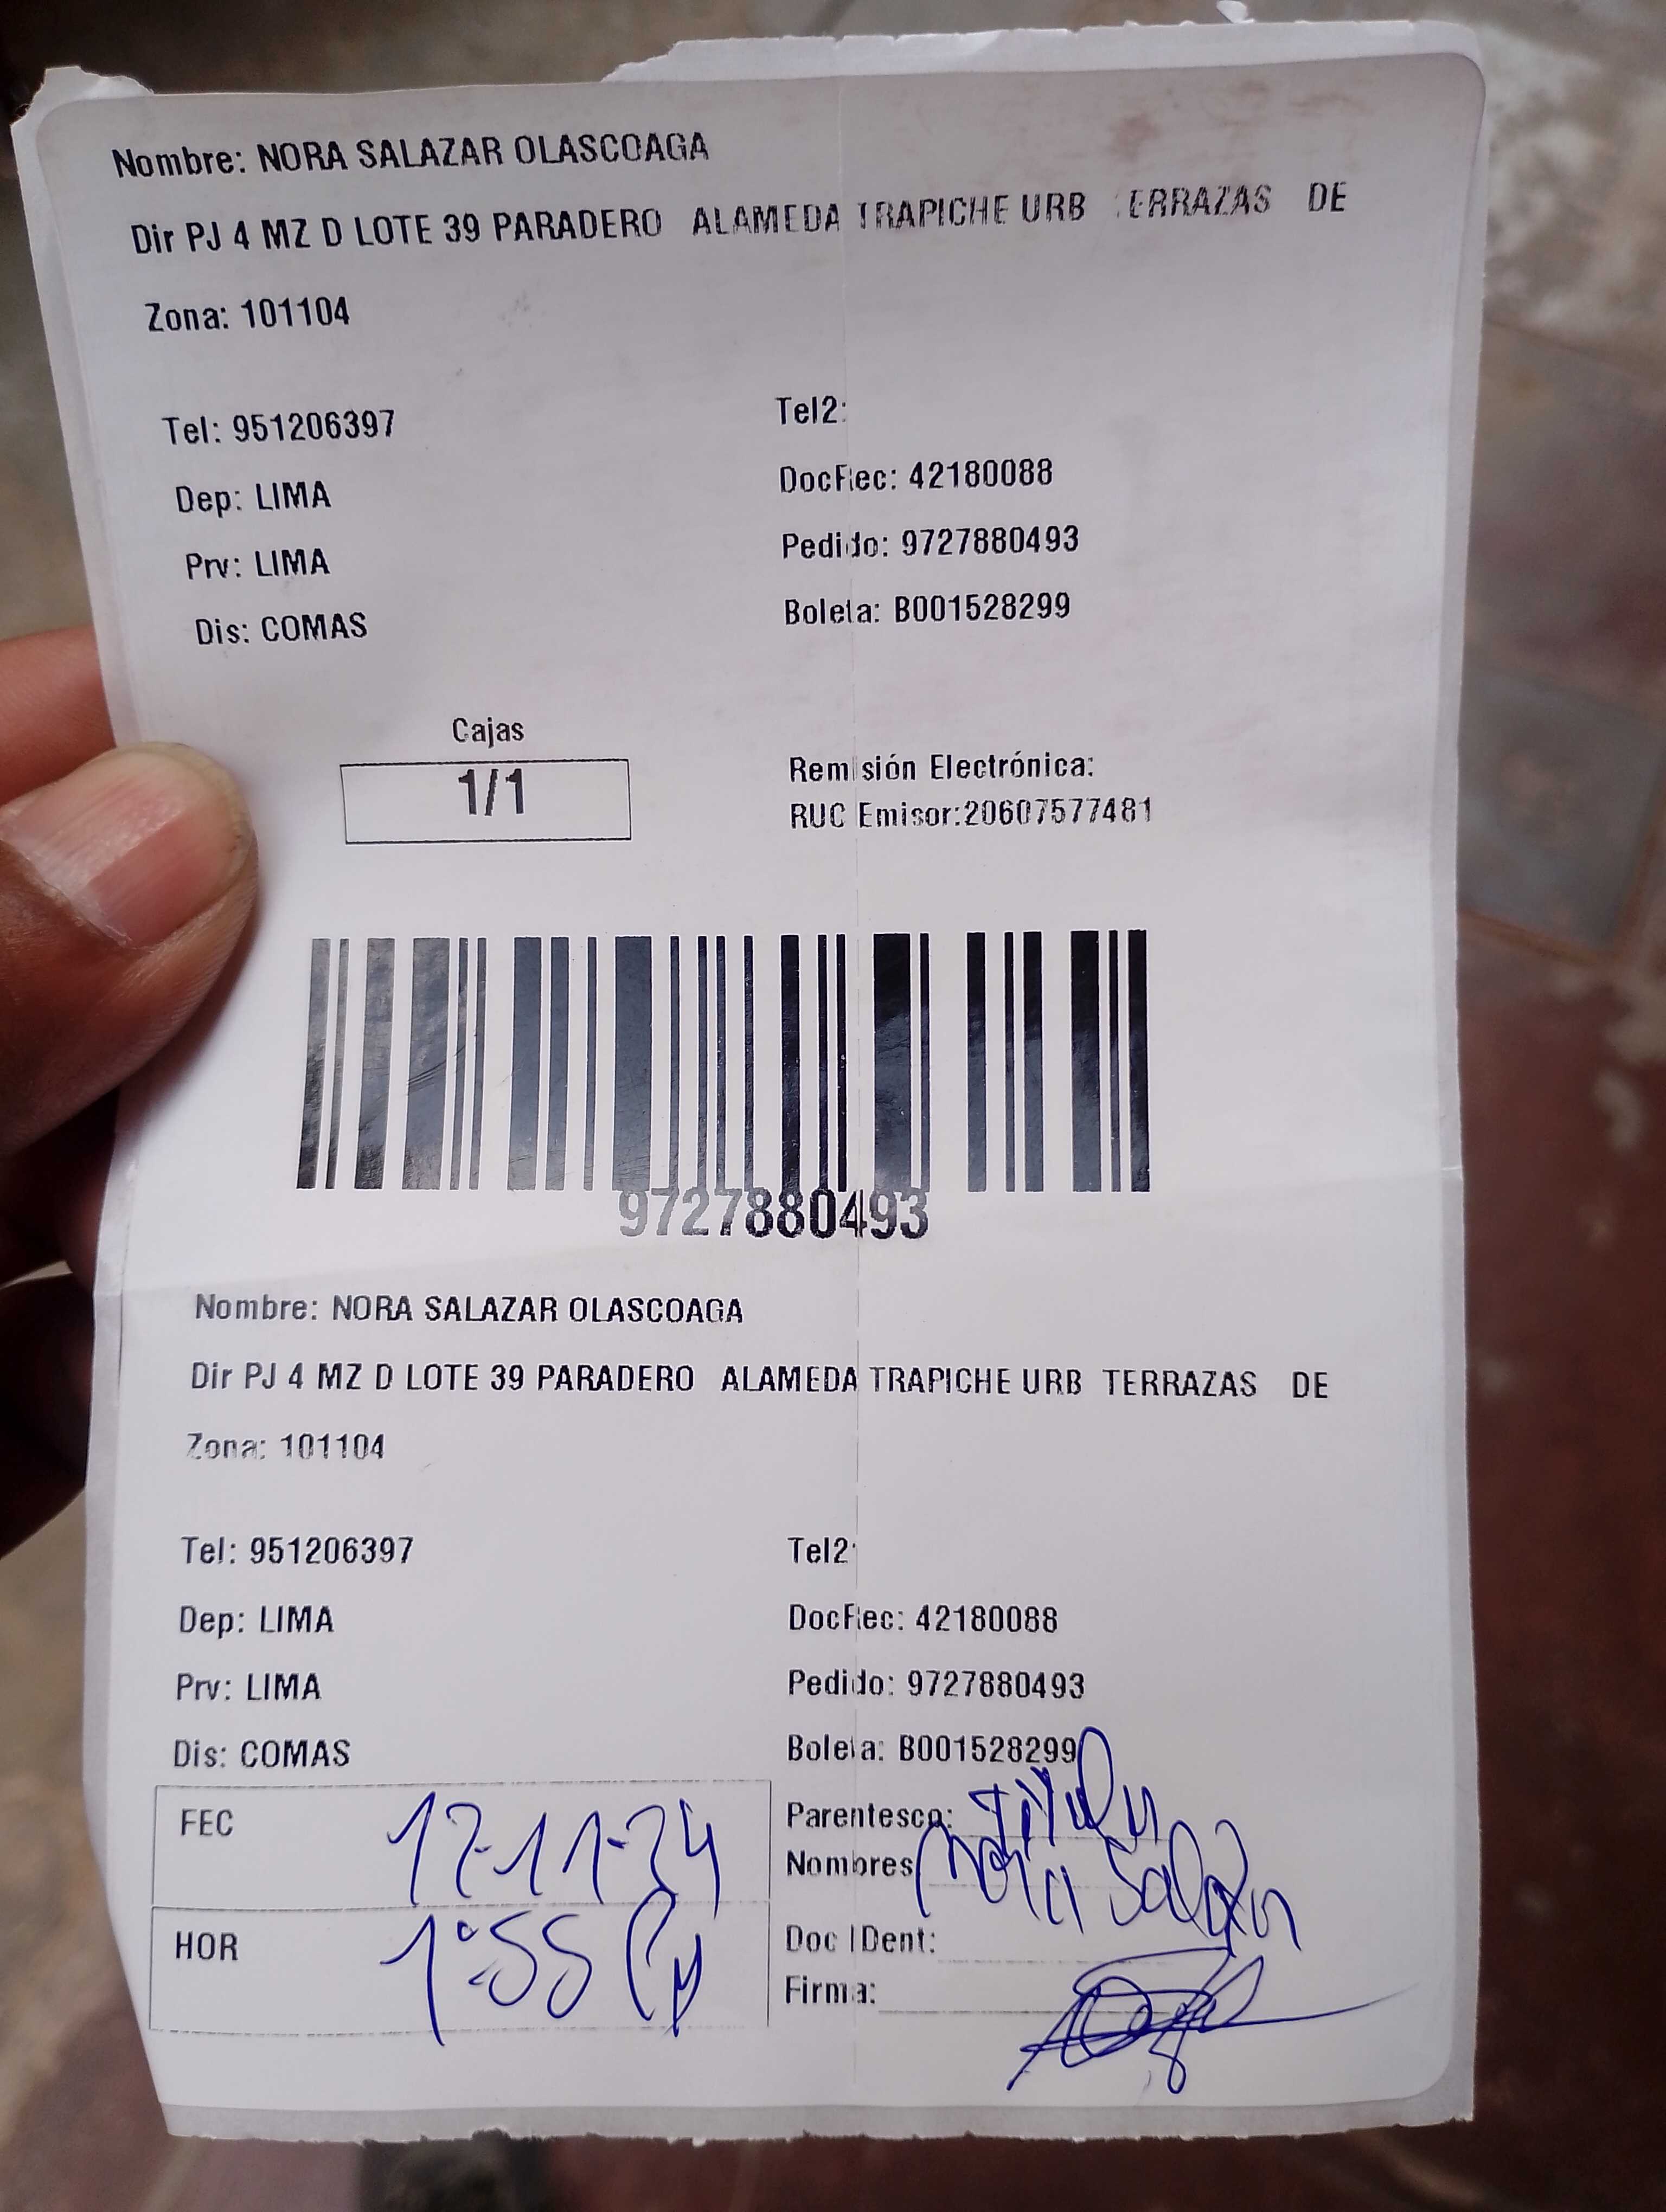 Nombre: NORA SALAZAR OLASCOAGA
Dir PJ 4 MZ D LOTE 39 PARADERO ALAMEDA TRAPICHE URB TERRAZAS DE
Zona: 101104
Tel: 951206397 Tel2:
Dep: LIMA DocRec: 42180088
Prv: LIMA Pedido: 9727880493
Dis: COMAS Boleta: B001528299
Cajas
1/1
Remisión Electrónica:
RUC Emisor:20607577481
9727880493
Nombre: NORA SALAZAR OLASCOAGA
Dir PJ 4 MZ D LOTE 39 PARADERO ALAMEDA TRAPICHE URB TERRAZAS DE
Zona: 101104
Tel: 951206397 Tel2:
Dep: LIMA DocRec: 42180088
Prv: LIMA Pedido: 9727880493
Dis: COMAS Boleta: B001528299
FEC Parentesco:
Nombres Nora Salazar
HOR 1:55 Doc IDent:
Firma: